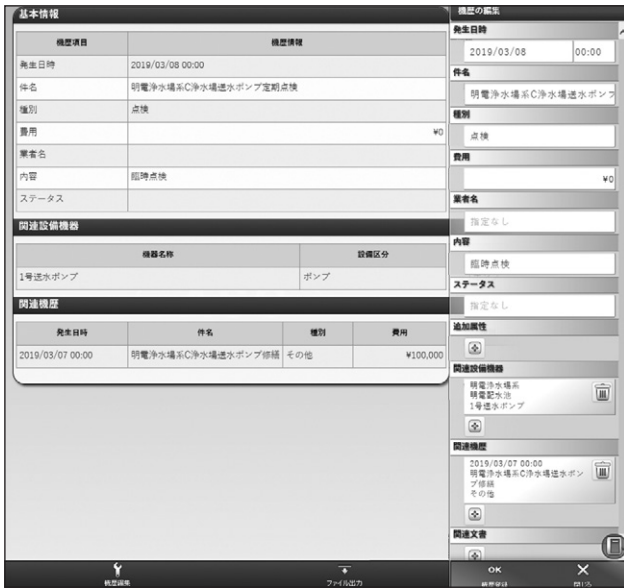 基本情報
機歴項目 機歴情報
発生日時 2019/03/08 00:00
件名 明電浄水場系C浄水場送水ポンプ定期点検
種別 点検
費用 ¥0
業者名
内容 臨時点検
ステータス
関連設備機器
機器名称 設備区分
1号送水ポンプ ポンプ
関連機歴
発生日時 件名 種別 費用
2019/03/07 00:00 明電浄水場系C浄水場送水ポンプ修繕 その他 ¥100,000
機歴編集 ファイル出力
機歴の編集
発生日時
2019/03/08 00:00
件名
明電浄水場系C浄水場送水ポンプ
種別
点検
費用
¥0
業者名
指定なし
内容
臨時点検
ステータス
指定なし
追加属性
関連設備機器
明電浄水場系
明電配水池
1号送水ポンプ
関連機歴
2019/03/07 00:00
明電浄水場系C浄水場送水ポン
プ修繕
その他
関連文書
OK
閉じる